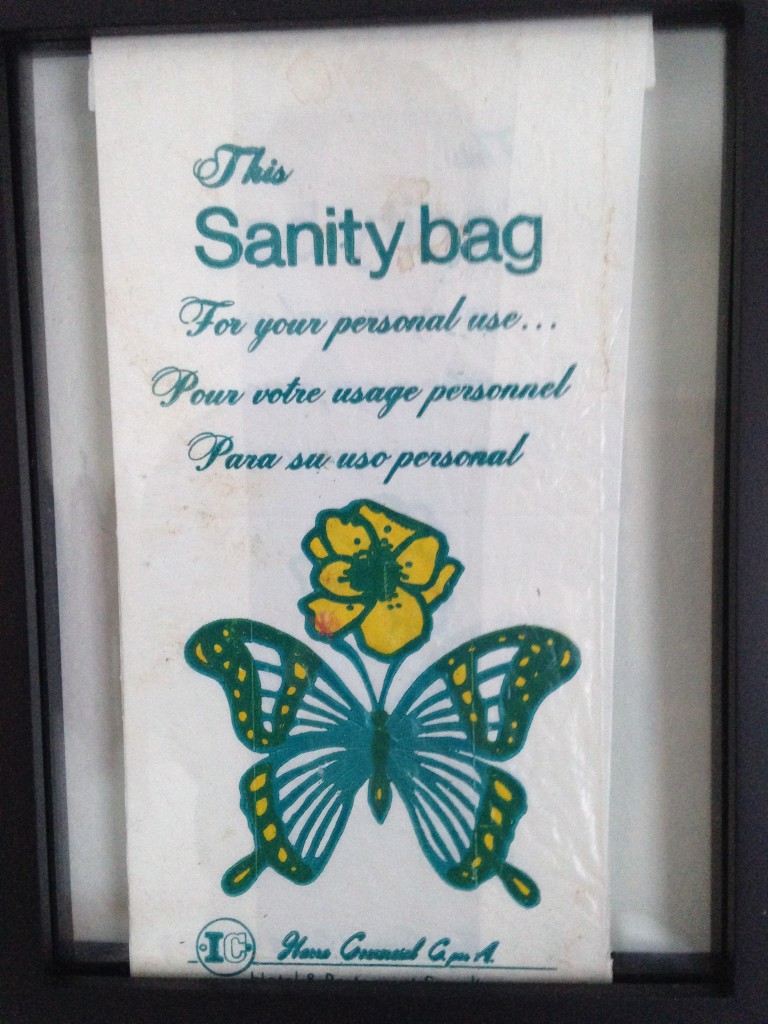 This
Sanity bag
For your personal use...
Pour votre usage personnel
Para su uso personal
IC